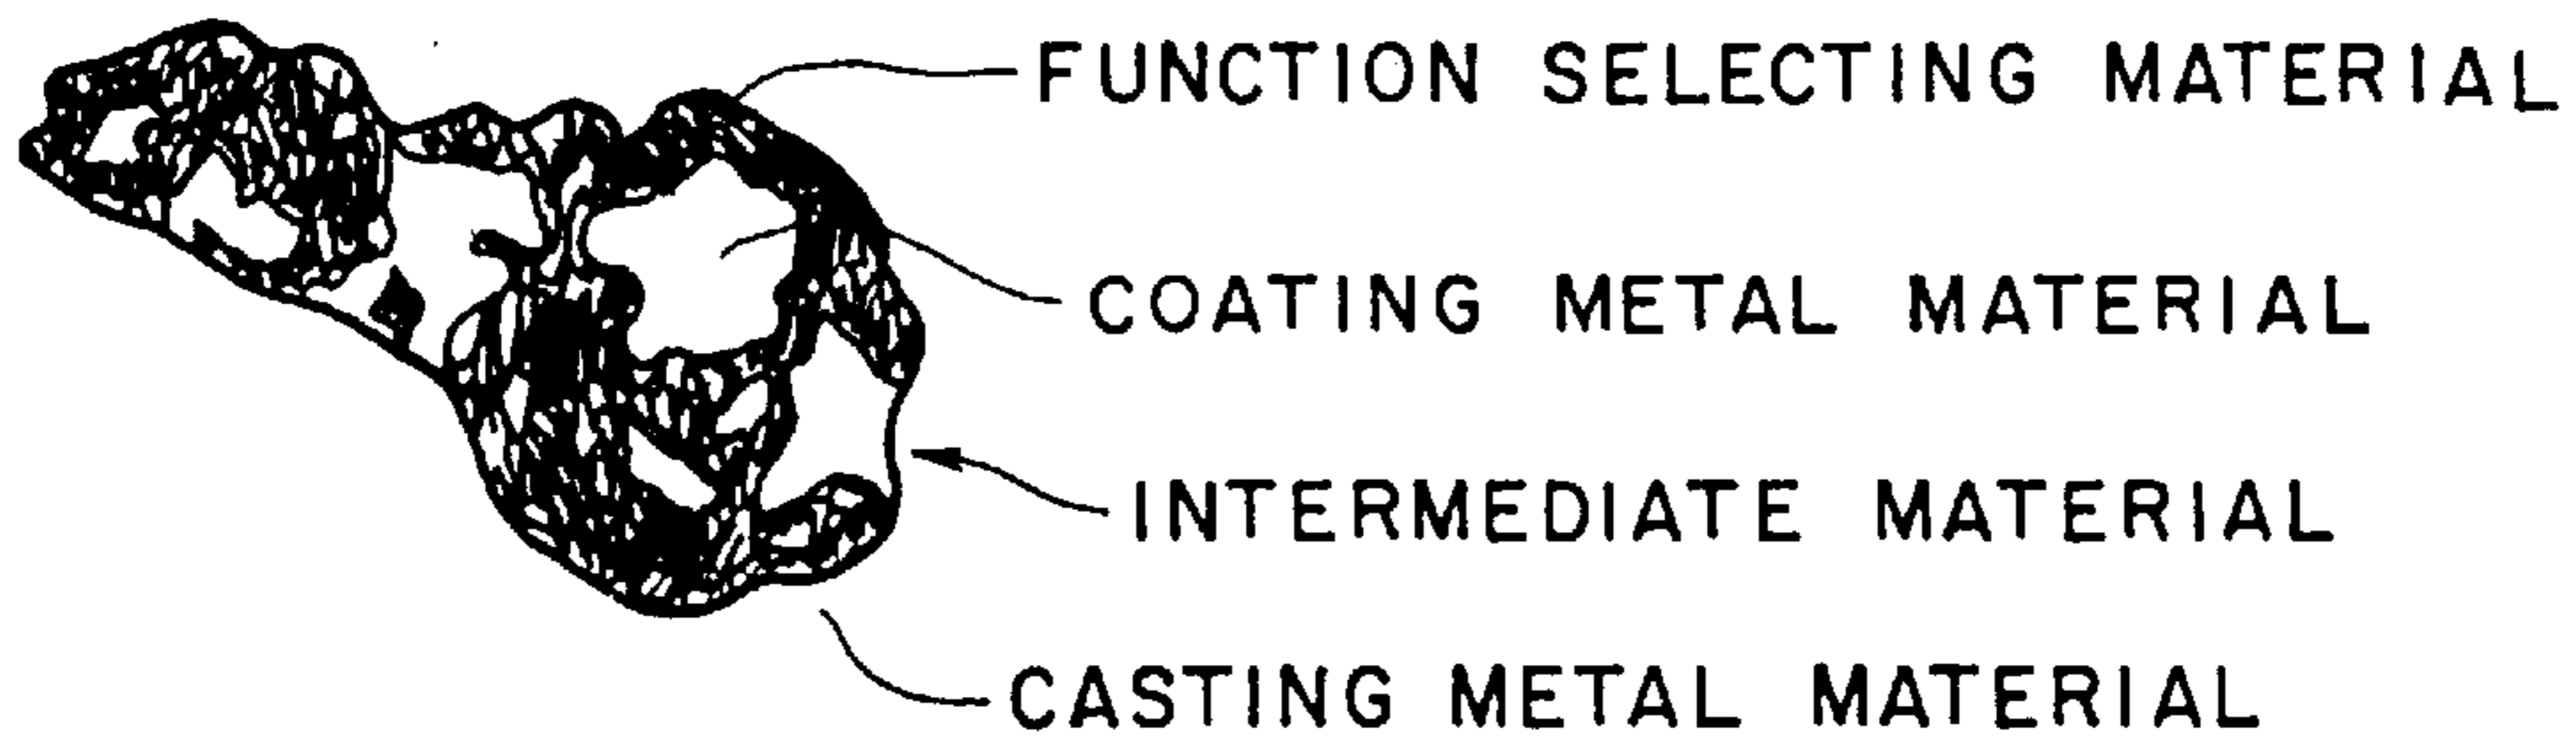 FUNCTION SELECTING MATERIAL
COATING METAL MATERIAL
INTERMEDIATE MATERIAL
CASTING METAL MATERIAL